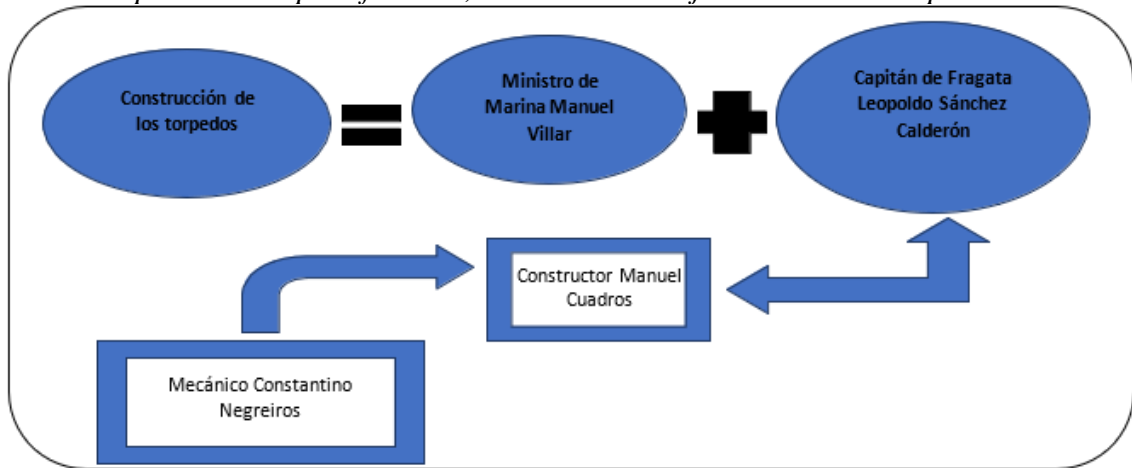 Construcción de
los torpedos
Ministro de
Marina Manuel
Villar
Capitán de Fragata
Leopoldo Sánchez
Calderón
Constructor Manuel
Cuadros
Mecánico Constantino
Negreiros